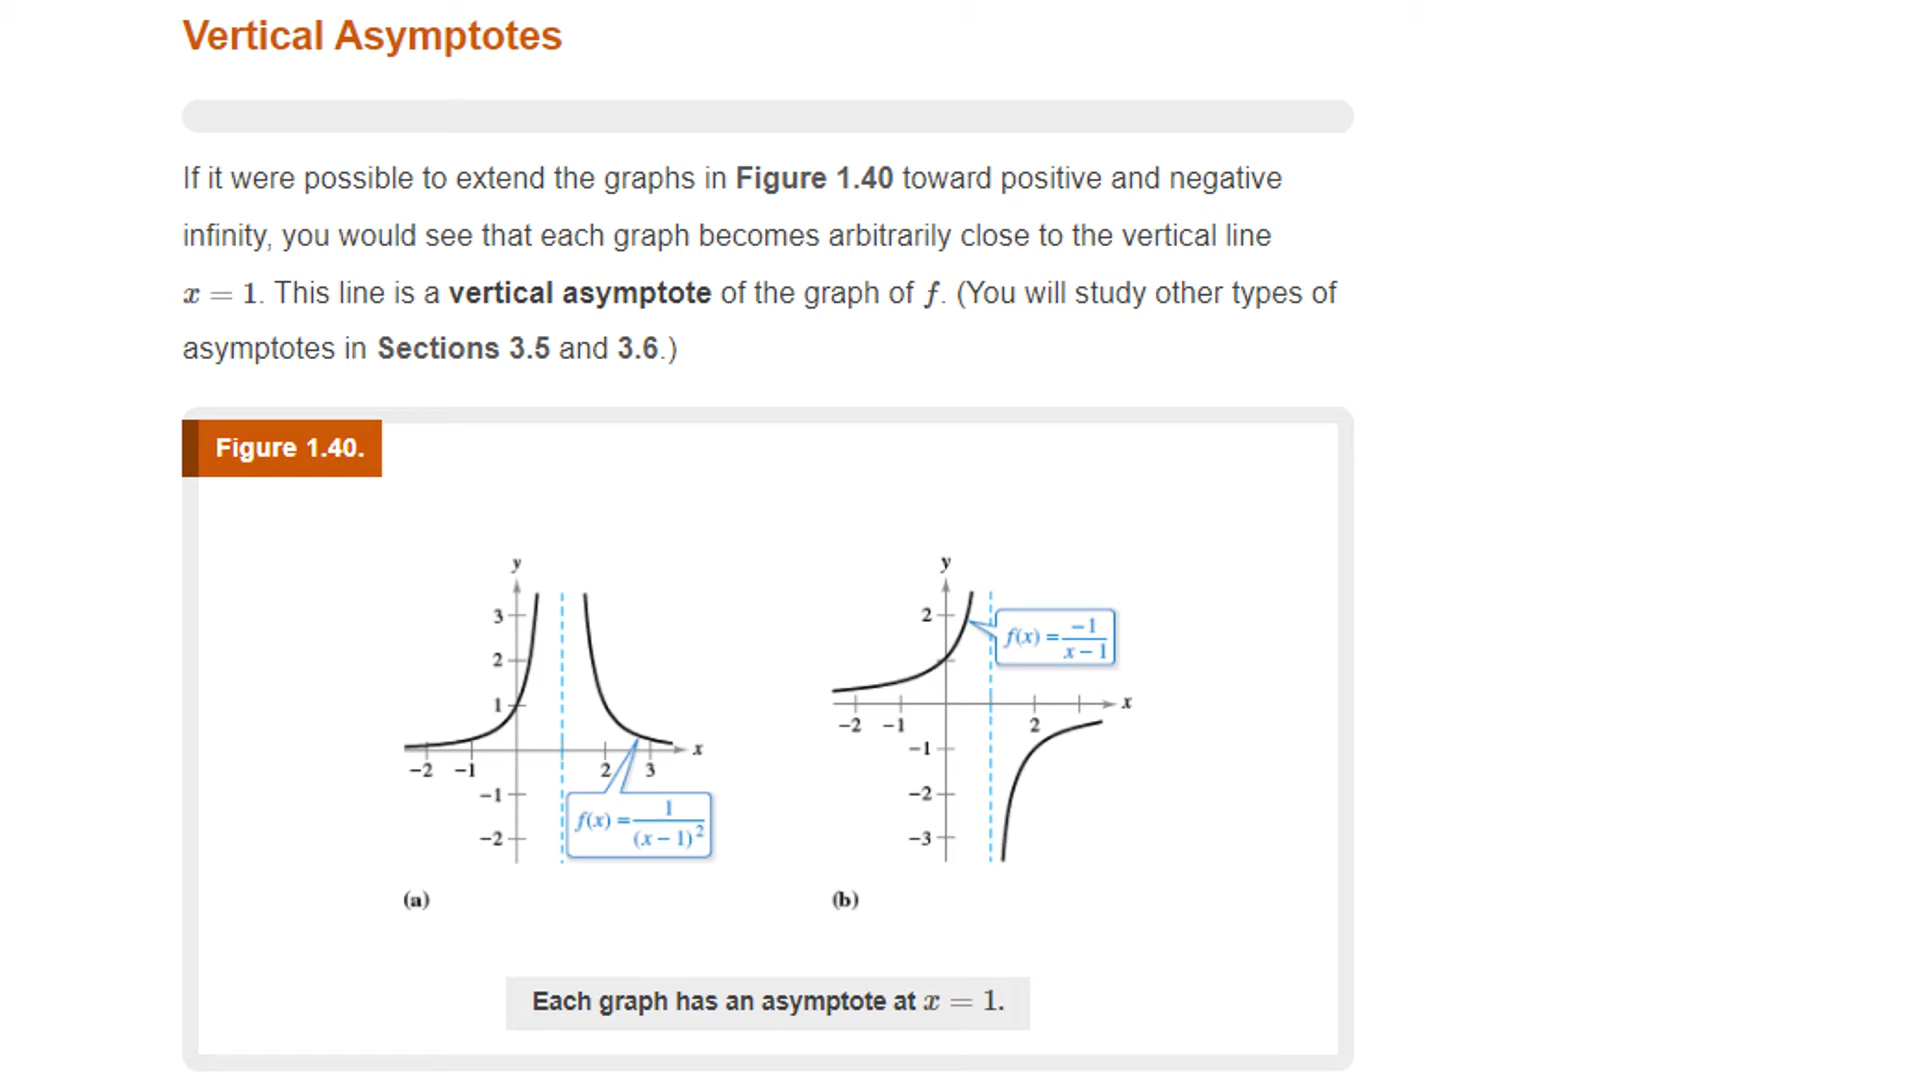 Vertical Asymptotes
If it were possible to extend the graphs in Figure 1.40 toward positive and negative
infinity, you would see that each graph becomes arbitrarily close to the vertical line
x = 1. This line is a vertical asymptote of the graph of f. (You will study other types of
asymptotes in Sections 3.5 and 3.6.)
Figure 1.40.
y
3
2
1
x
-2 -1 2 3
-1
-2
f(x) = 1/(x – 1)²
(a)
y
2
f(x) = –1/(x – 1)
x
-2 -1 2
-1
-2
-3
(b)
Each graph has an asymptote at x = 1.